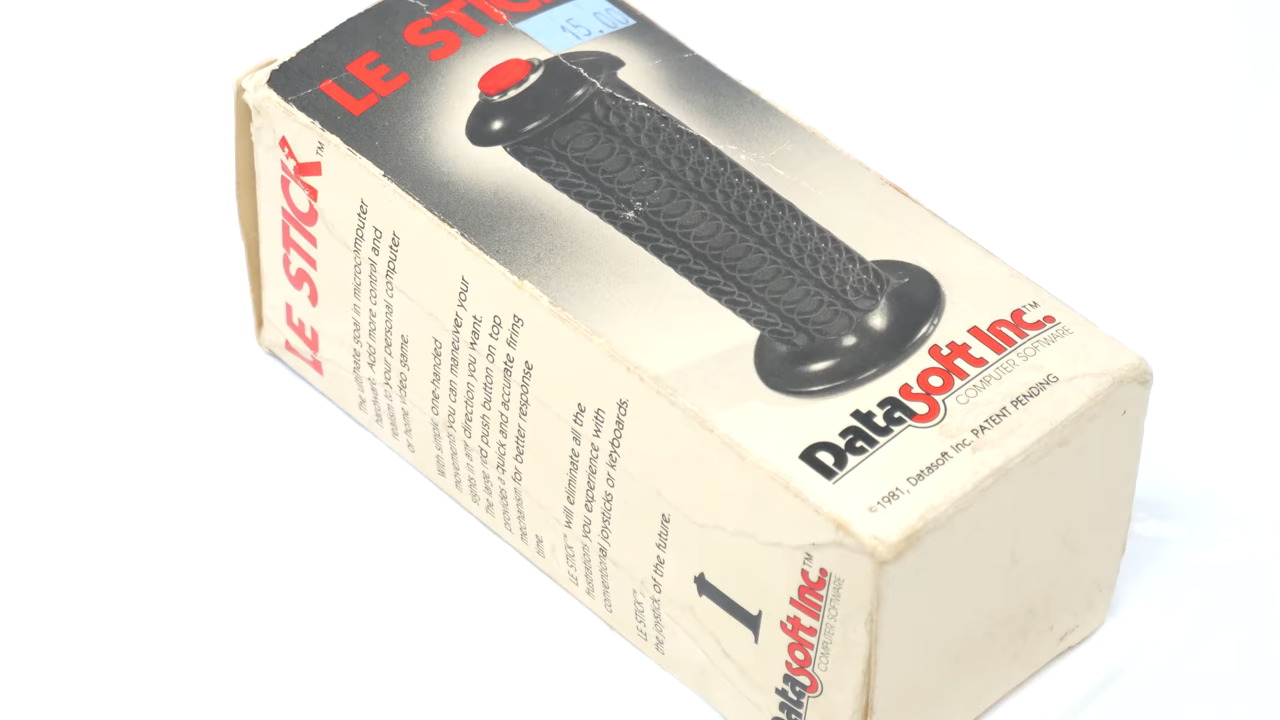 LE STICK
15.00
DataSoft Inc.™
COMPUTER SOFTWARE
©1981, Datasoft Inc. PATENT PENDING
LE STICK™
The ultimate goal in microcomputer
hardware. Add more control and
realism to your personal computer
or home video game.
With simple one-handed
movements you can maneuver your
sights in any direction you want.
The large red push button on top
provides a quick and accurate firing
mechanism for better response
time.
LE STICK™ will eliminate all the
frustrations you experience with
conventional joysticks or keyboards.
LE STICK™
the joystick of the future.
I
DataSoft Inc.™
COMPUTER SOFTWARE